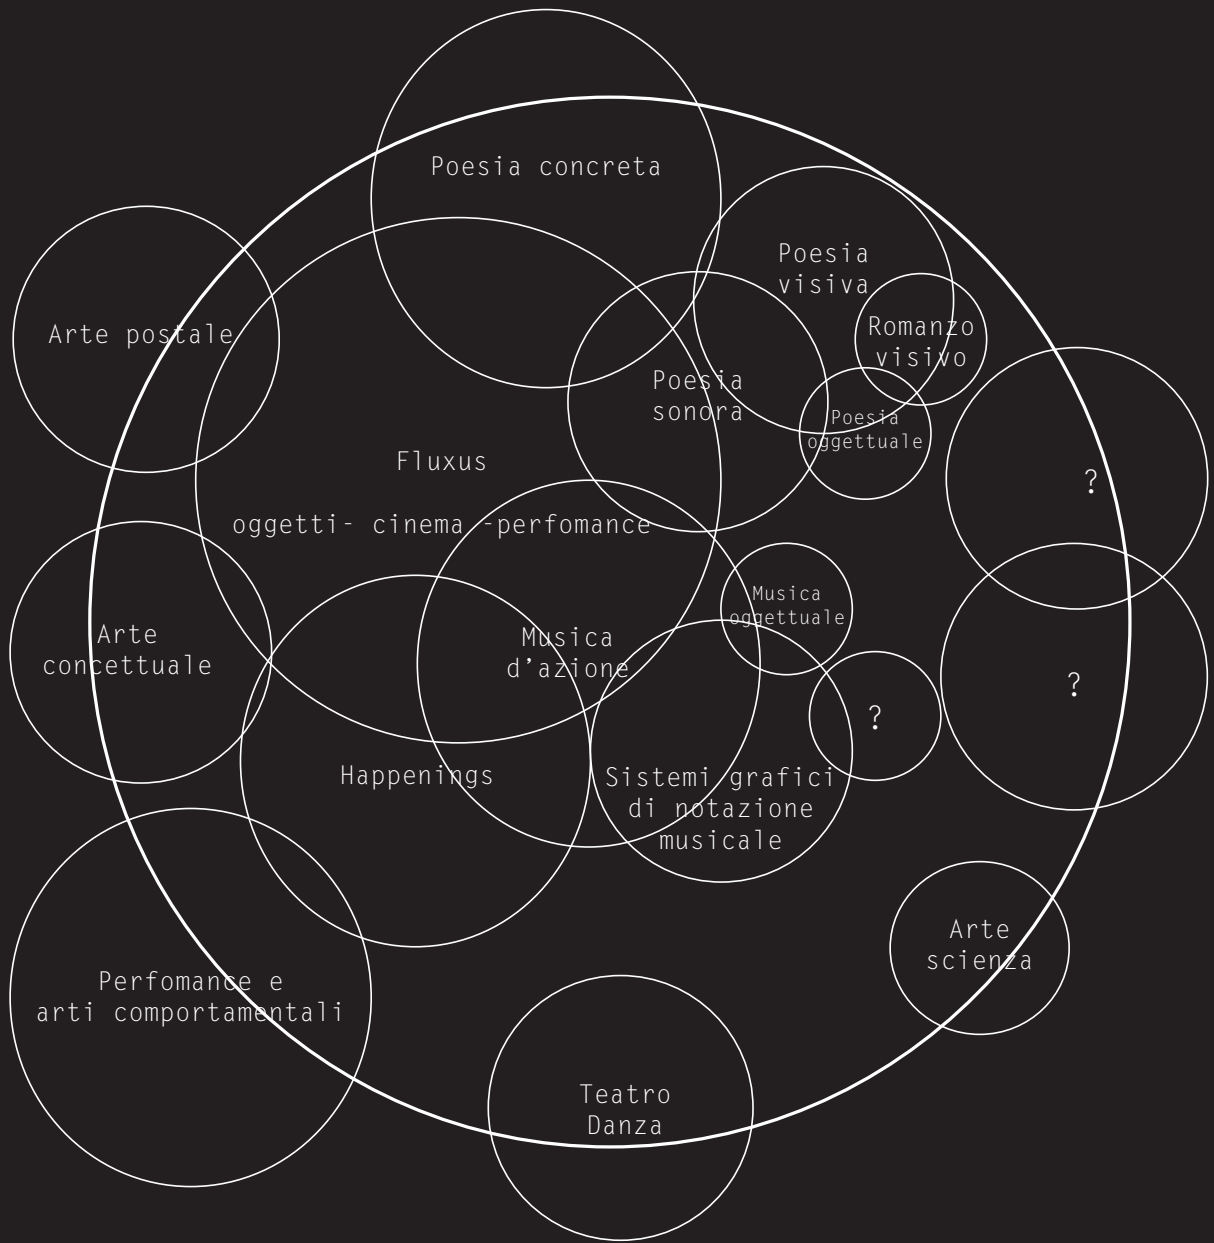 Poesia concreta
Poesia
visiva
Arte postale
Romanzo
visivo
Poesia
sonora
Poesia
oggettuale
Fluxus
?
oggetti- cinema -perfomance
Musica
oggettuale
Arte
concettuale
Musica
d'azione
?
?
Happenings
Sistemi grafici
di notazione
musicale
Arte
scienza
Perfomance e
arti comportamentali
Teatro
Danza